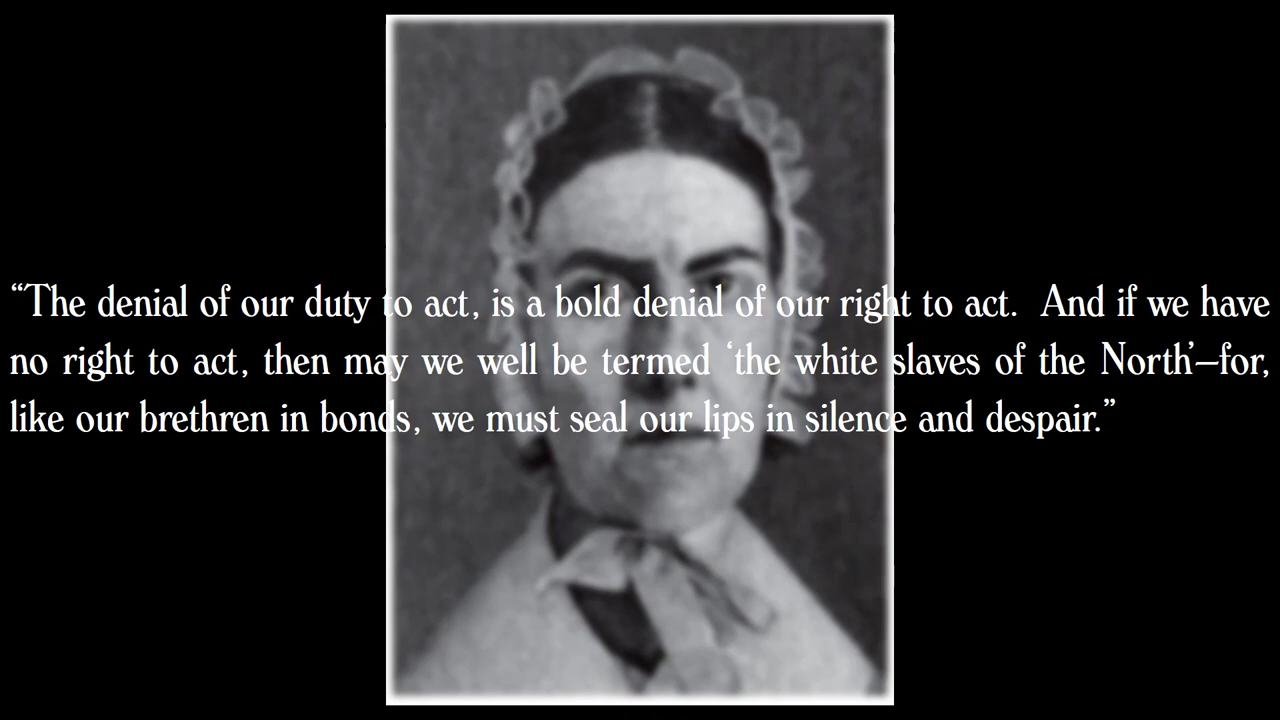 “The denial of our duty to act, is a bold denial of our right to act.  And if we have
no right to act, then may we well be termed ‘the white slaves of the North’—for,
like our brethren in bonds, we must seal our lips in silence and despair.”